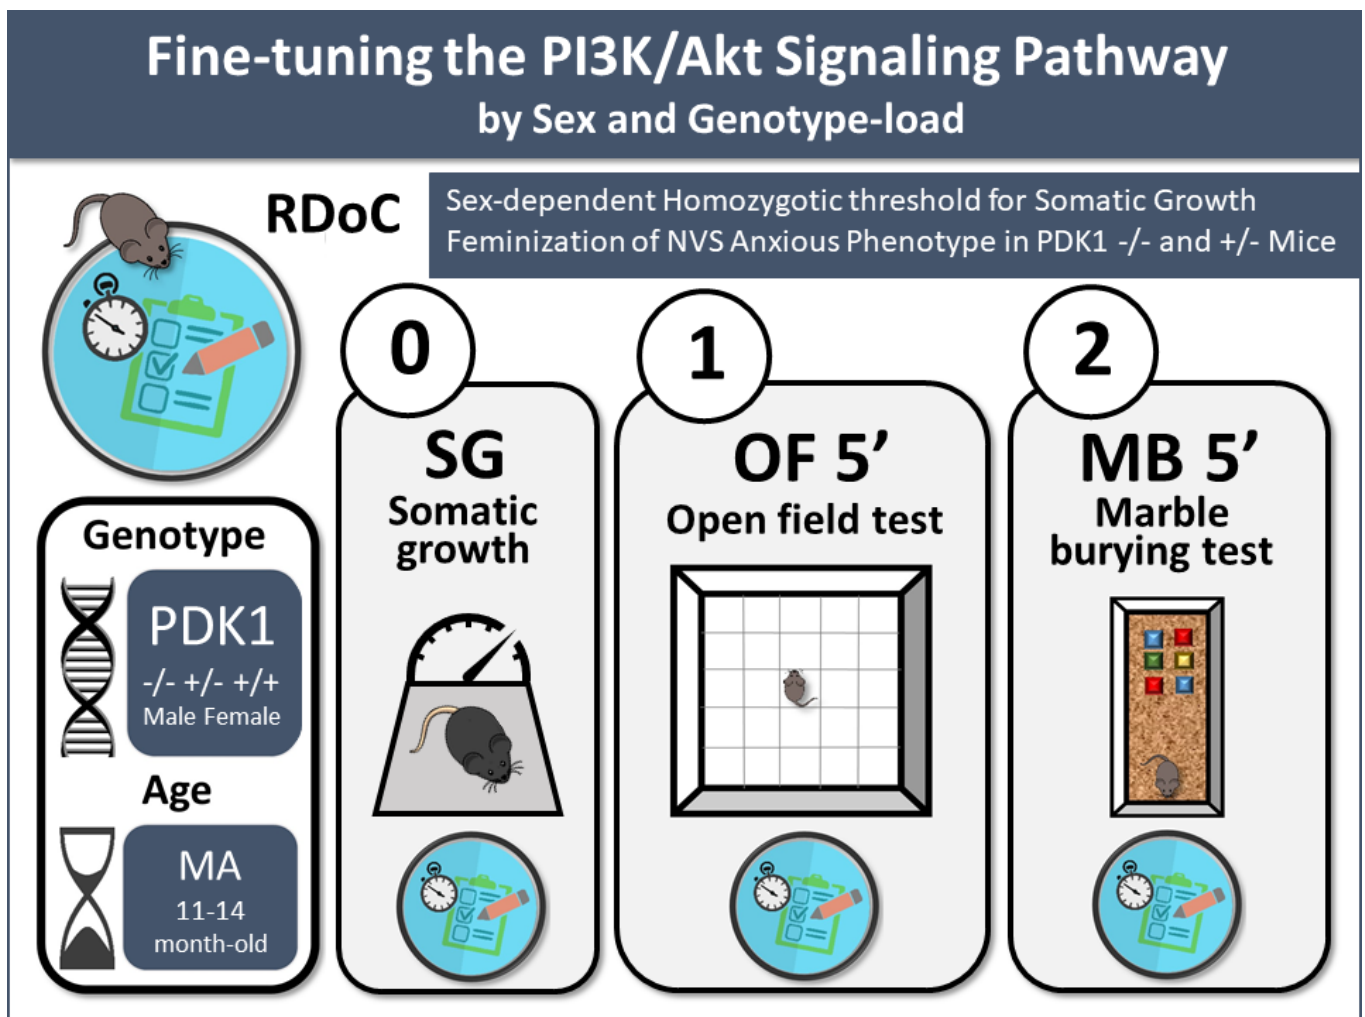 Fine-tuning the PI3K/Akt Signaling Pathway
by Sex and Genotype-load
RDoC
Sex-dependent Homozygotic threshold for Somatic Growth
Feminization of NVS Anxious Phenotype in PDK1 -/- and +/- Mice
Genotype
PDK1
-/- +/- +/+
Male Female
Age
MA
11-14
month-old
0
SG
Somatic
growth
1
OF 5’
Open field test
2
MB 5’
Marble
burying test